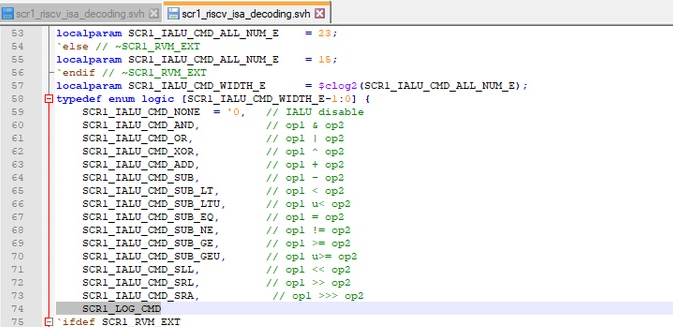 scr1_riscv_isa_decoding.svh scr1_riscv_isa_decoding.svh
53 localparam SCR1_IALU_CMD_ALL_NUM_E = 23;
54 `else // ~SCR1_RVM_EXT
55 localparam SCR1_IALU_CMD_ALL_NUM_E = 15;
56 `endif // ~SCR1_RVM_EXT
57 localparam SCR1_IALU_CMD_WIDTH_E = $clog2(SCR1_IALU_CMD_ALL_NUM_E);
58 typedef enum logic [SCR1_IALU_CMD_WIDTH_E-1:0] {
59 SCR1_IALU_CMD_NONE = '0, // IALU disable
60 SCR1_IALU_CMD_AND, // op1 & op2
61 SCR1_IALU_CMD_OR, // op1 | op2
62 SCR1_IALU_CMD_XOR, // op1 ^ op2
63 SCR1_IALU_CMD_ADD, // op1 + op2
64 SCR1_IALU_CMD_SUB, // op1 - op2
65 SCR1_IALU_CMD_SUB_LT, // op1 < op2
66 SCR1_IALU_CMD_SUB_LTU, // op1 u< op2
67 SCR1_IALU_CMD_SUB_EQ, // op1 = op2
68 SCR1_IALU_CMD_SUB_NE, // op1 != op2
69 SCR1_IALU_CMD_SUB_GE, // op1 >= op2
70 SCR1_IALU_CMD_SUB_GEU, // op1 u>= op2
71 SCR1_IALU_CMD_SLL, // op1 << op2
72 SCR1_IALU_CMD_SRL, // op1 >> op2
73 SCR1_IALU_CMD_SRA, // op1 >>> op2
74 SCR1_LOG_CMD
75 `ifdef SCR1_RVM_EXT